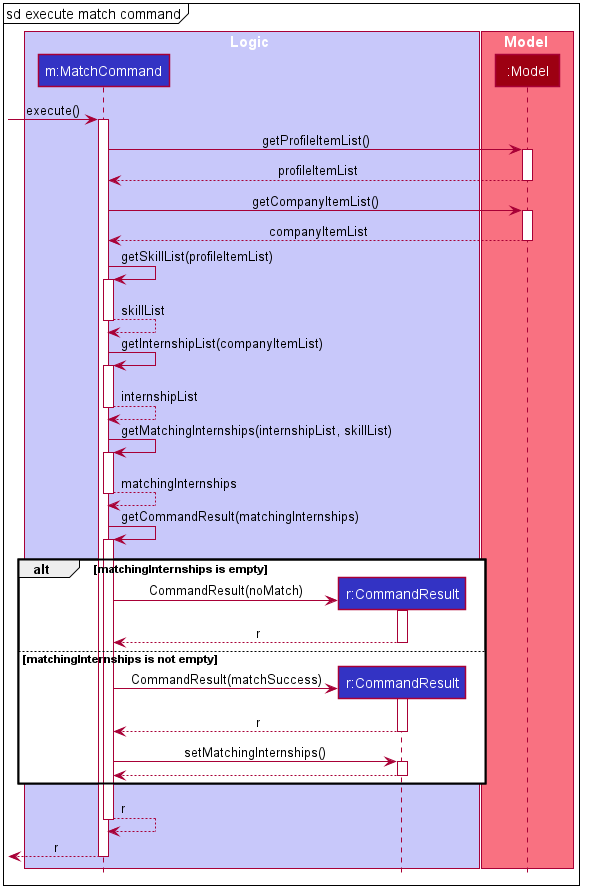 sd execute match command
Logic
Model
m:MatchCommand
:Model
execute()
getProfileItemList()
profileItemList
getCompanyItemList()
companyItemList
getSkillList(profileItemList)
skillList
getInternshipList(companyItemList)
internshipList
getMatchingInternships(internshipList, skillList)
matchingInternships
getCommandResult(matchingInternships)
alt
[matchingInternships is empty]
CommandResult(noMatch)
r:CommandResult
r
[matchingInternships is not empty]
CommandResult(matchSuccess)
r:CommandResult
r
setMatchingInternships()
r
r